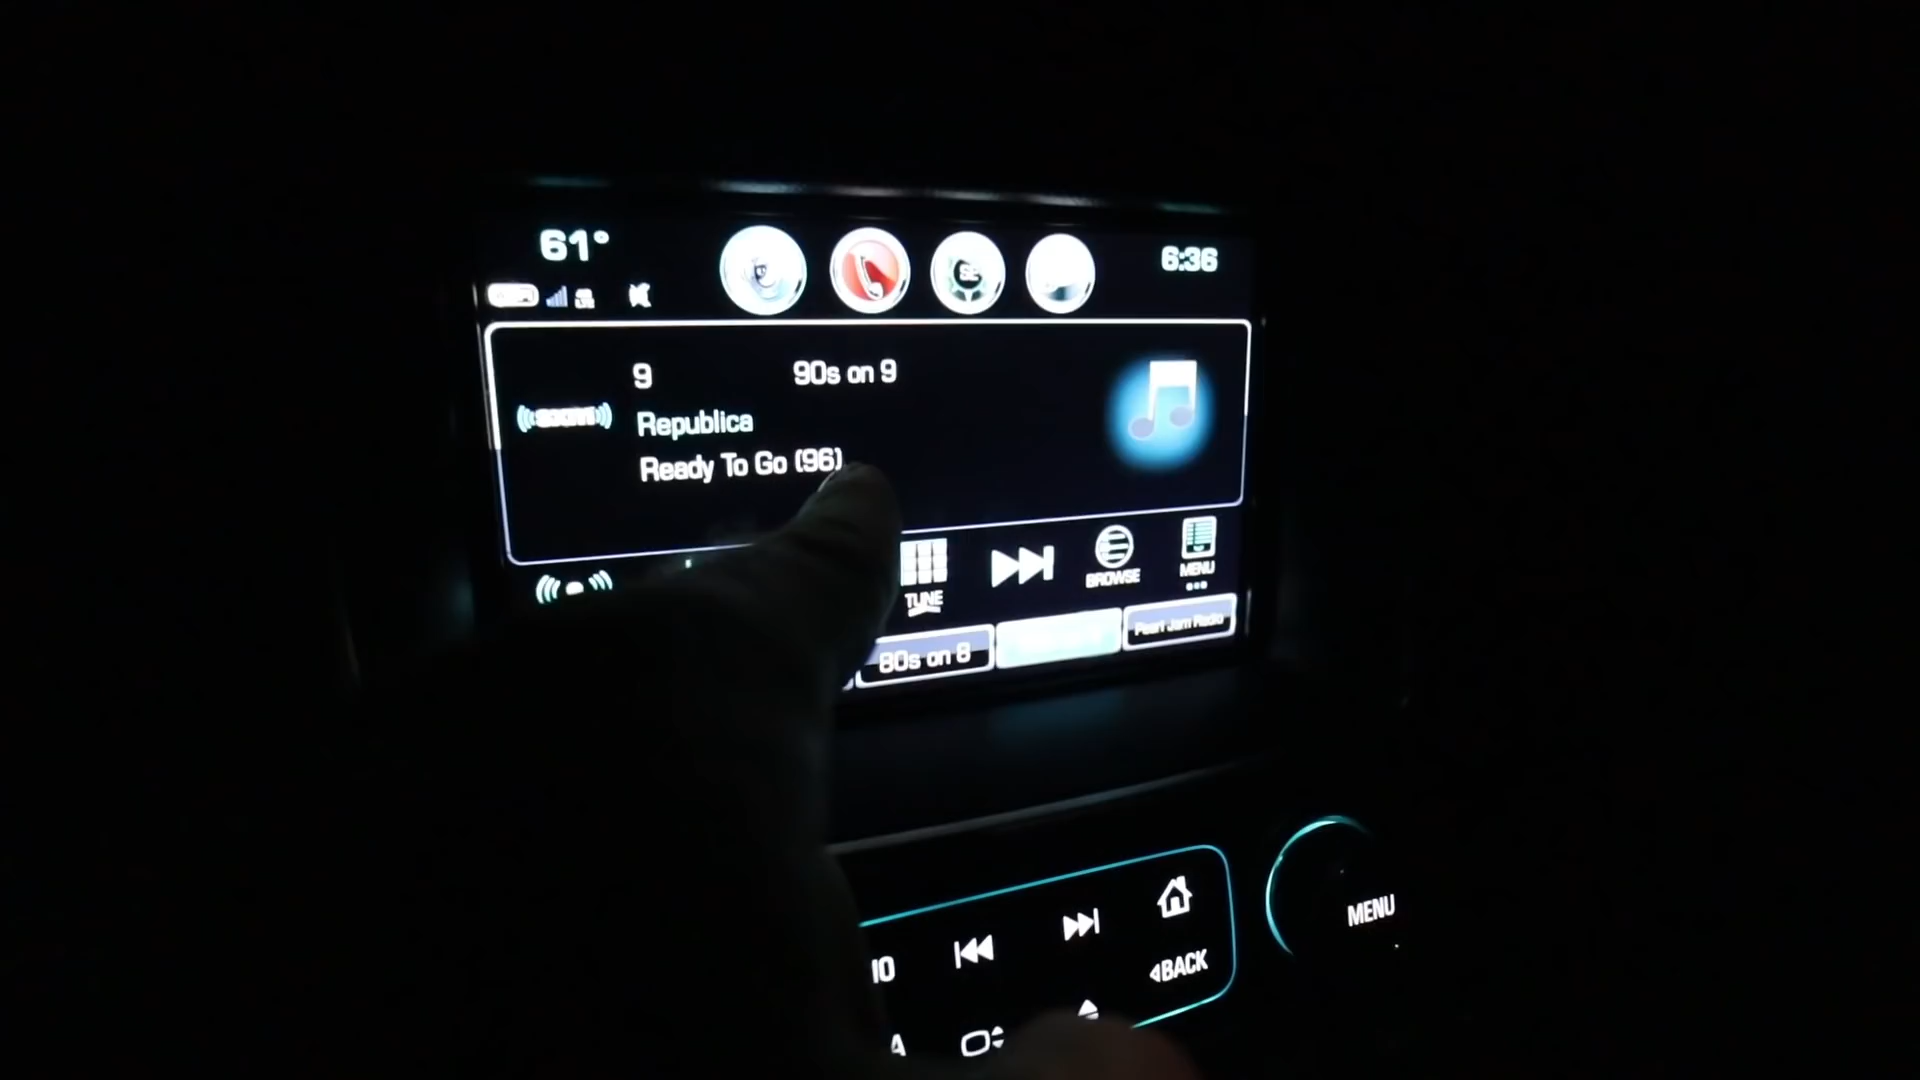 61°
6:36
9 90s on 9
Republica
Ready To Go (96)
TUNE
BROWSE
MENU
80s on 8
Pearl Jam Radio
MENU
IO
BACK
A